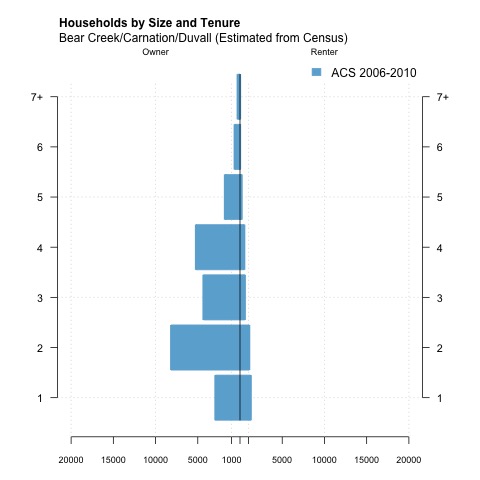 Households by Size and Tenure
Bear Creek/Carnation/Duvall (Estimated from Census)
Owner Renter
ACS 2006-2010
7+ 7+
6 6
5 5
4 4
3 3
2 2
1 1
20000 15000 10000 5000 1000 5000 10000 15000 20000